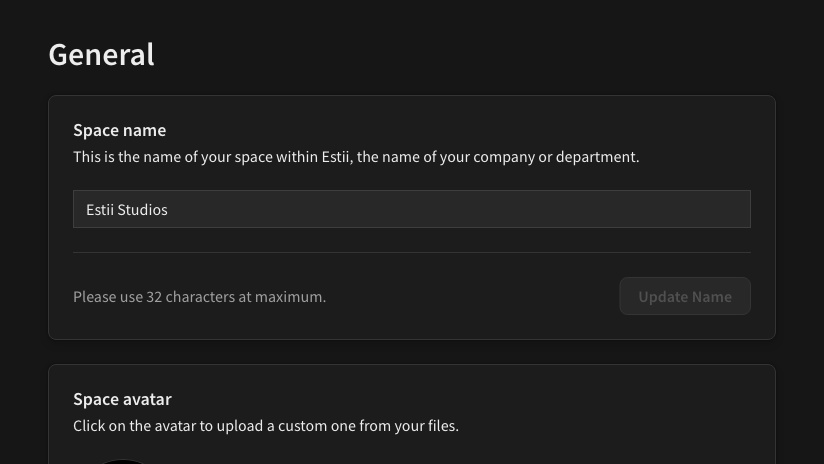 General
Space name
This is the name of your space within Estii, the name of your company or department.
Estii Studios
Please use 32 characters at maximum.
Update Name
Space avatar
Click on the avatar to upload a custom one from your files.